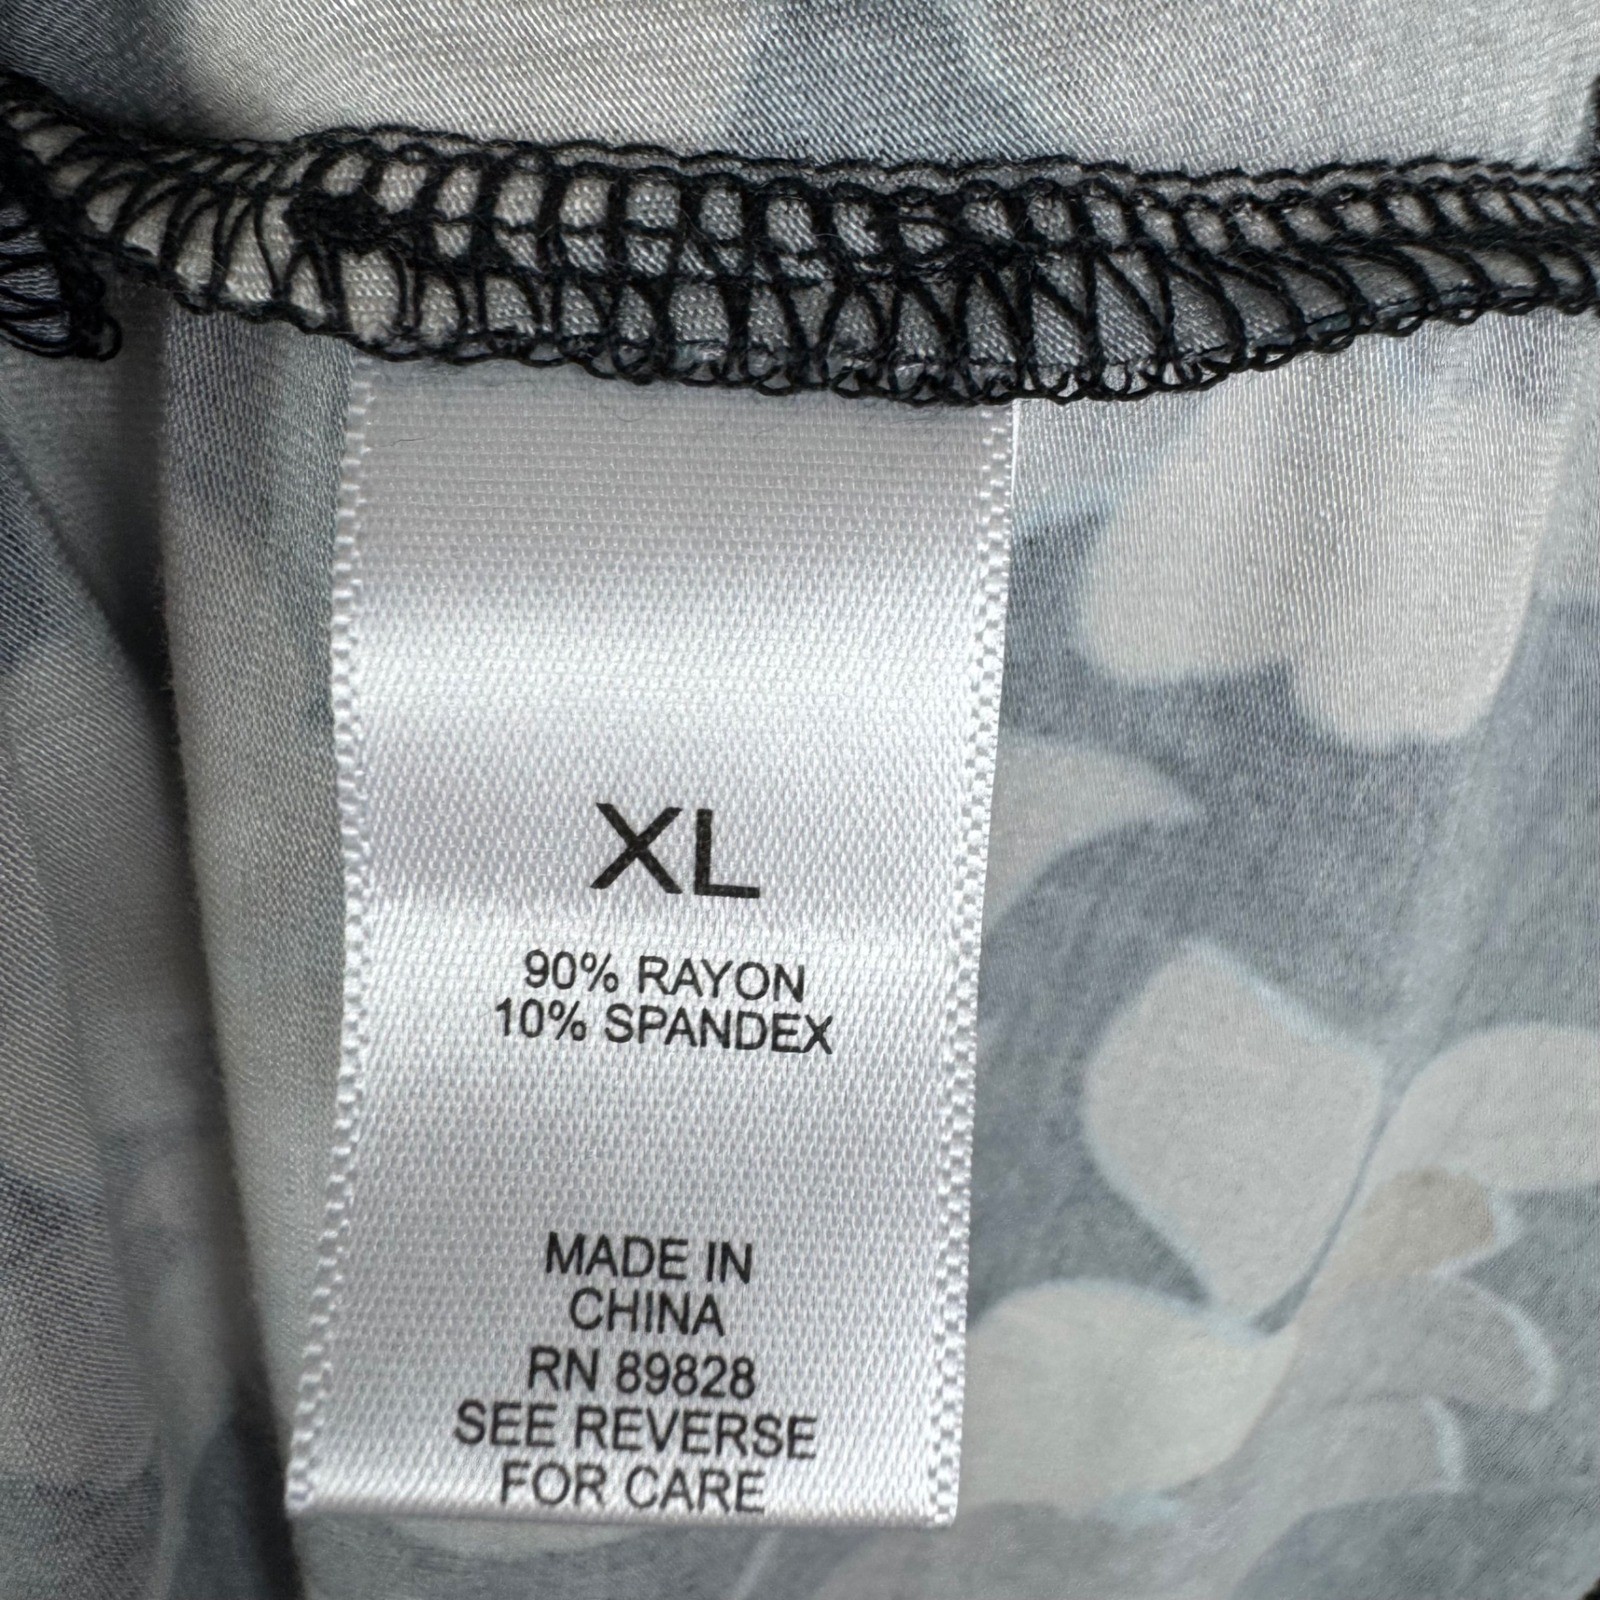 XL
90% RAYON
10% SPANDEX
MADE IN
CHINA
RN 89828
SEE REVERSE
FOR CARE